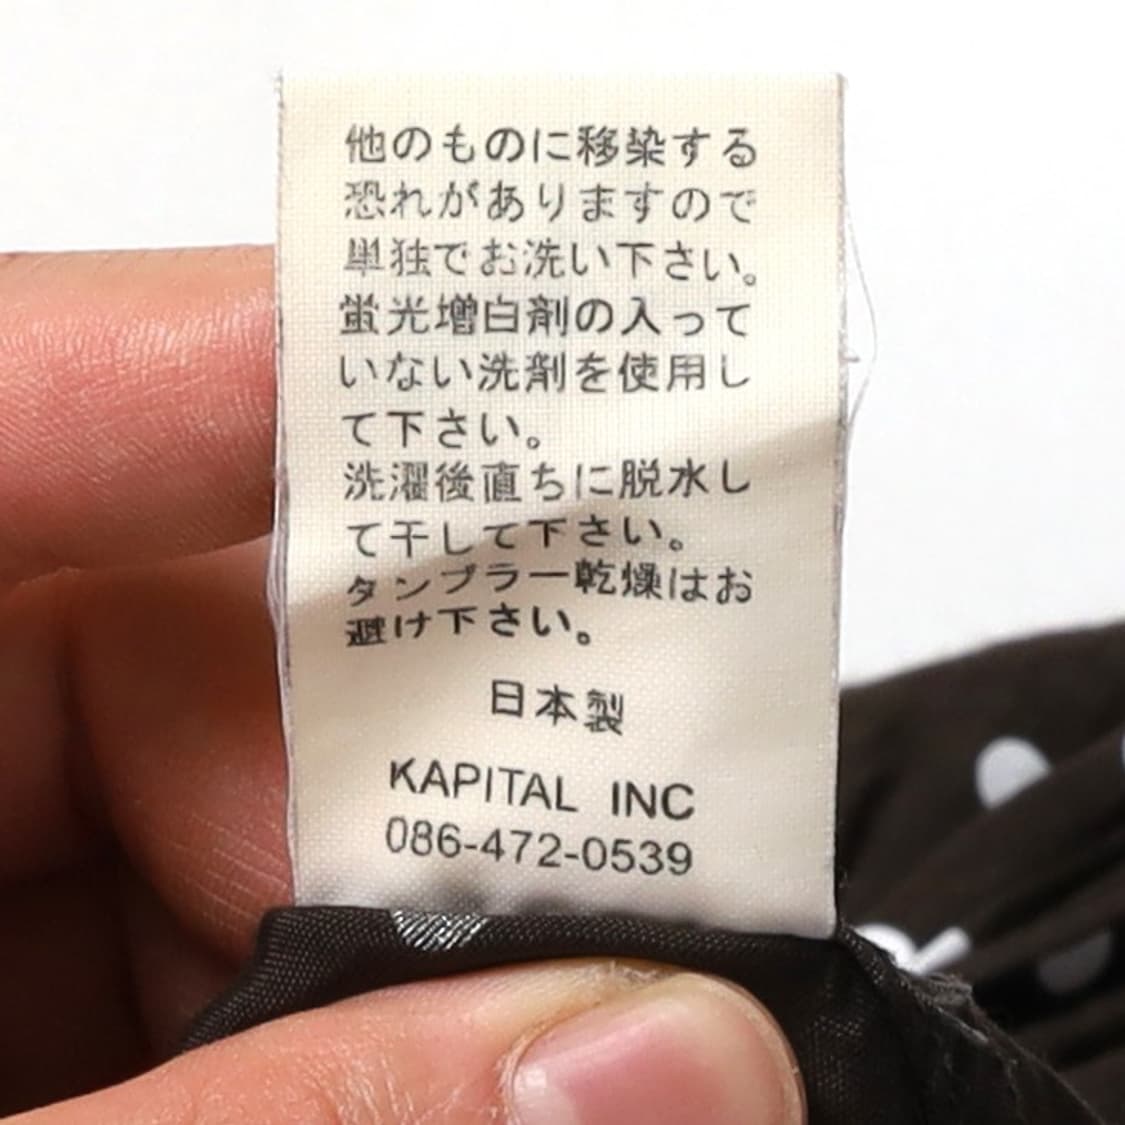 他のものに移染する
恐れがありますので
単独でお洗い下さい。
蛍光増白剤の入って
いない洗剤を使用し
て下さい。
洗濯後直ちに脱水し
て干して下さい。
タンブラー乾燥はお
避け下さい。
日本製
KAPITAL INC
086-472-0539